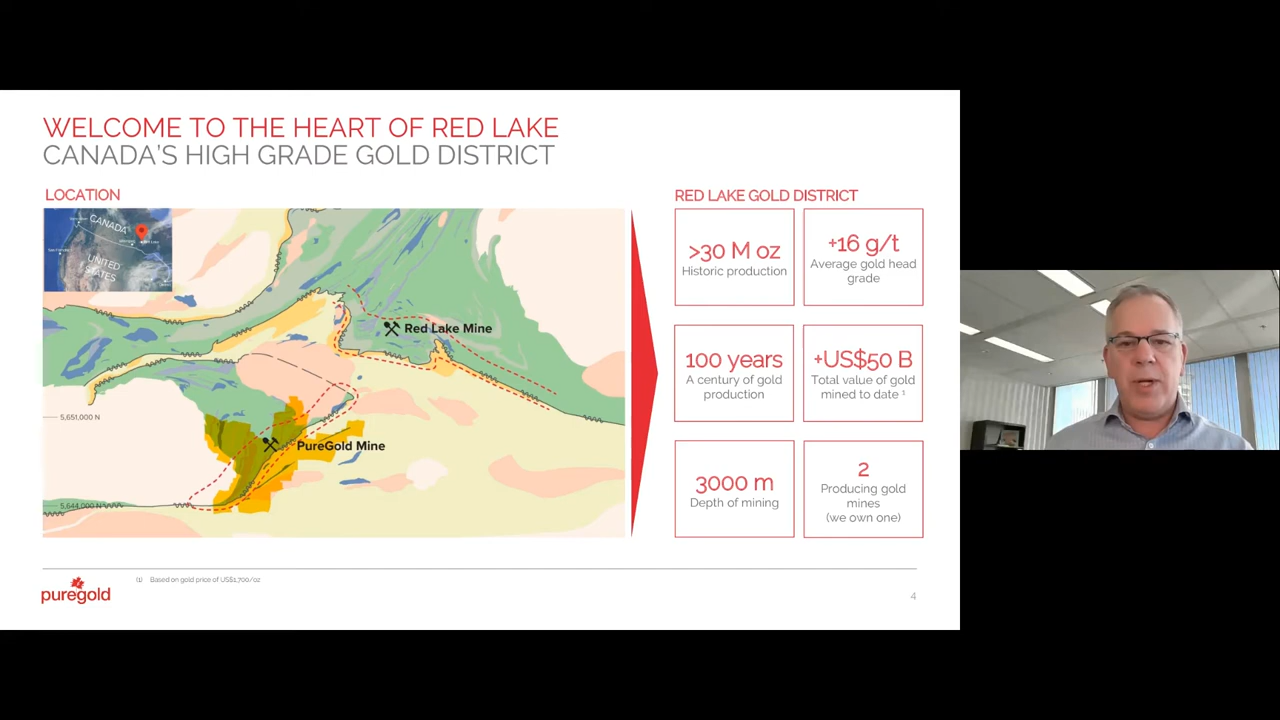 WELCOME TO THE HEART OF RED LAKE
CANADA'S HIGH GRADE GOLD DISTRICT
LOCATION
CANADA
UNITED
STATES
Red Lake Mine
5,651,000 N
PureGold Mine
5,644,000 N
RED LAKE GOLD DISTRICT
>30 M oz
Historic production
+16 g/t
Average gold head
grade
100 years
A century of gold
production
+US$50 B
Total value of gold
mined to date ¹
3000 m
Depth of mining
2
Producing gold
mines
(we own one)
(1) Based on gold price of US$1,700/oz
puregold
4